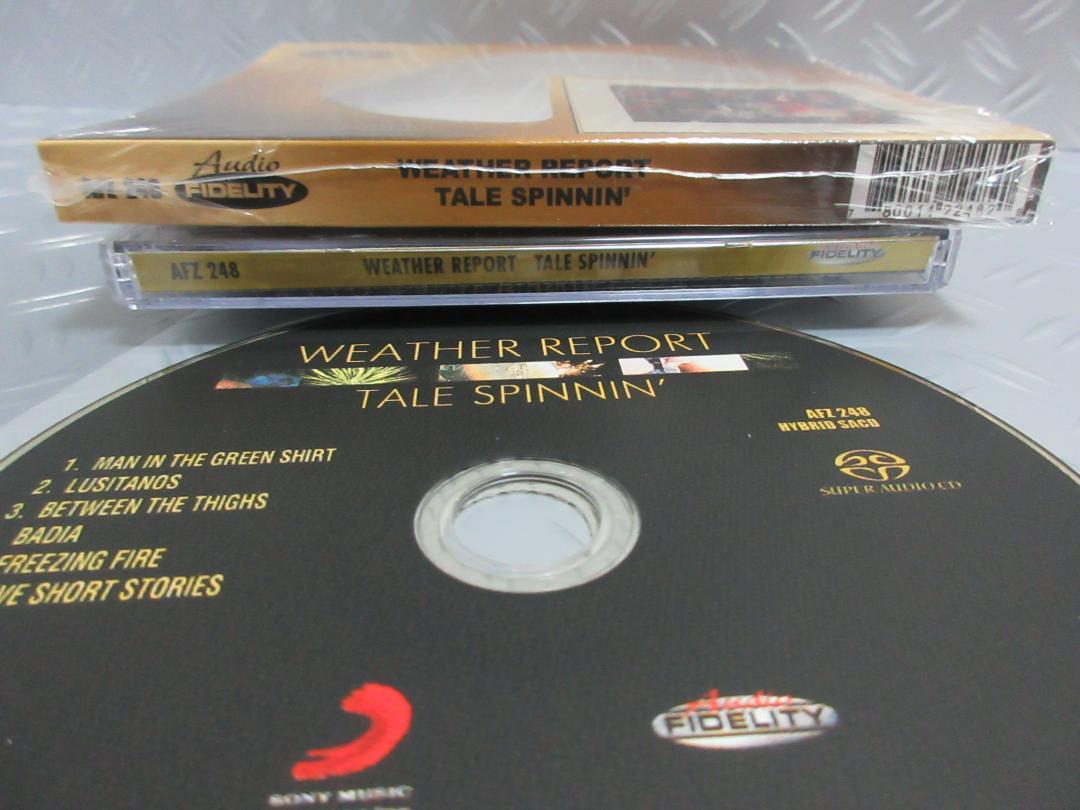 Audio
FIDELITY
WEATHER REPORT
TALE SPINNIN'
AFZ 248
WEATHER REPORT TALE SPINNIN'
FIDELITY
WEATHER REPORT
TALE SPINNIN'
AFZ 248
HYBRID SACD
SUPER AUDIO CD
1. MAN IN THE GREEN SHIRT
2. LUSITANOS
3. BETWEEN THE THIGHS
BADIA
FREEZING FIRE
VE SHORT STORIES
SONY MUSIC
Audio
FIDELITY